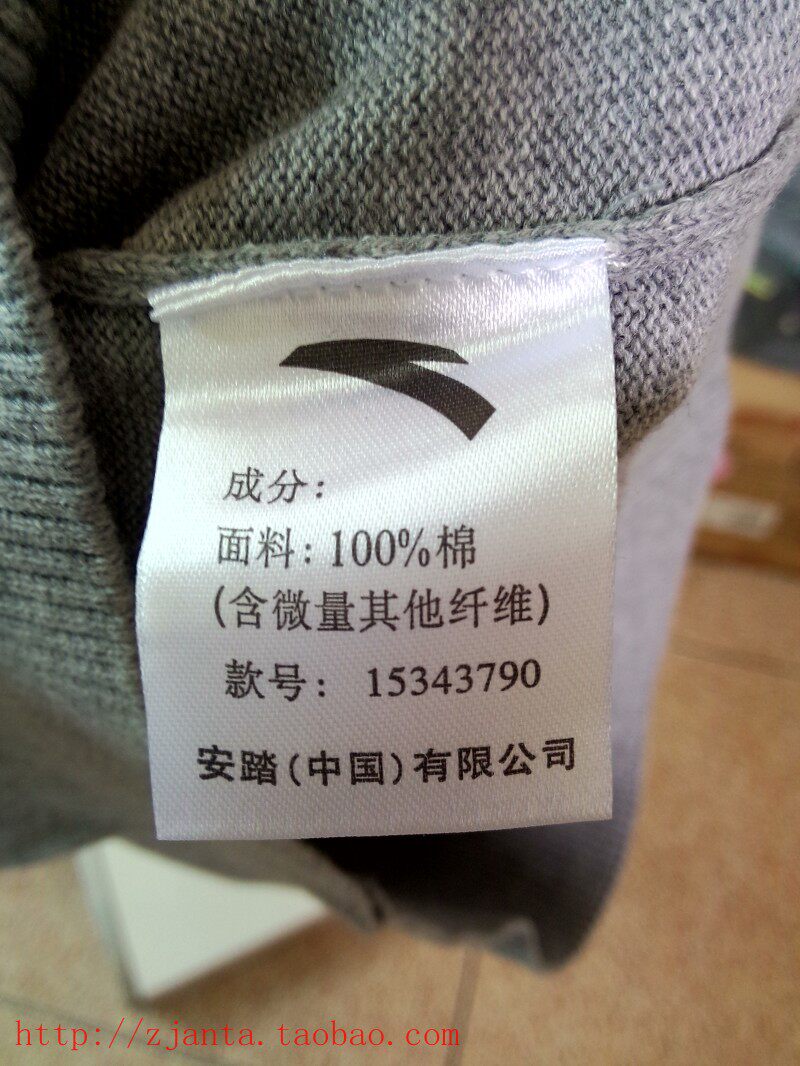 成分:
面料: 100%棉
(含微量其他纤维)
款号: 15343790
安踏(中国)有限公司
http://zjanta.taobao.com